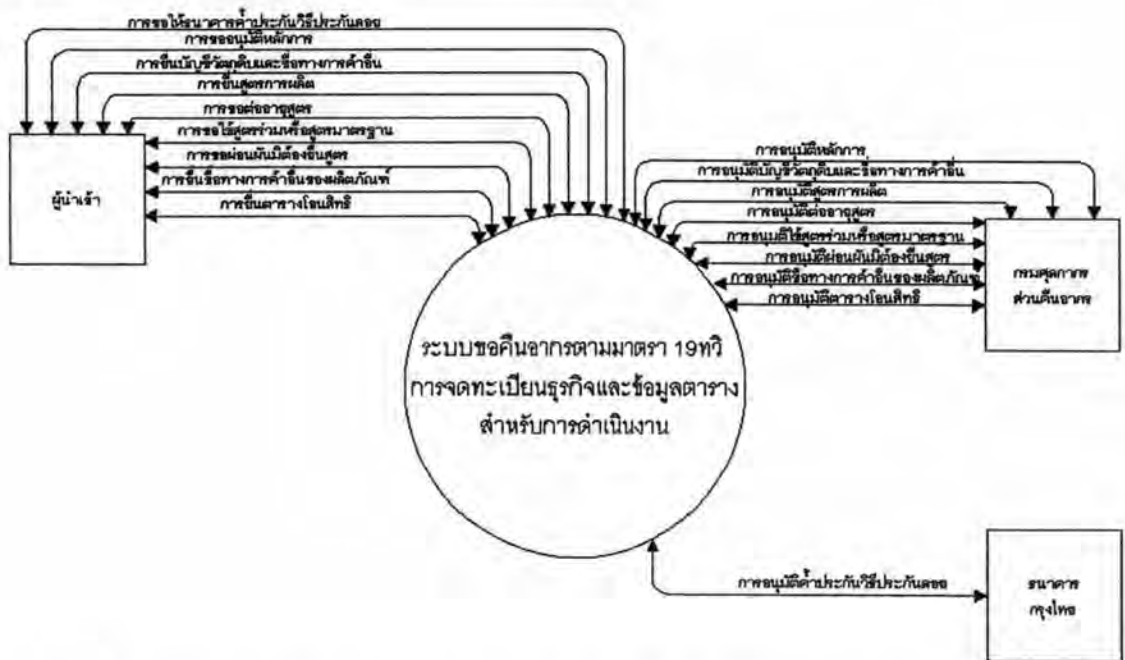 การขอให้ธนาคารค้ำประกันวิธีประกันลอย
การขออนุมัติหลักการ
การยื่นบัญชีวัตถุดิบและชื่อทางการค้าอื่น
การยื่นสูตรการผลิต
การขอต่ออายุสูตร
การขอใช้สูตรร่วมหรือสูตรมาตรฐาน
การขอผ่อนผันมิต้องยื่นสูตร
การยื่นชื่อทางการค้าอื่นของผลิตภัณฑ์
การยื่นตารางโอนสิทธิ
ผู้นำเข้า
การอนุมัติหลักการ
การอนุมัติบัญชีวัตถุดิบและชื่อทางการค้าอื่น
การอนุมัติสูตรการผลิต
การอนุมัติต่ออายุสูตร
การอนุมัติใช้สูตรร่วมหรือสูตรมาตรฐาน
การอนุมัติผ่อนผันมิต้องยื่นสูตร
การอนุมัติชื่อทางการค้าอื่นของผลิตภัณฑ
การอนุมัติตารางโอนสิทธิ
กรมศุลกากร
ส่วนคืนอากร
ระบบขอคืนอากรตามมาตรา 19ทวิ
การจดทะเบียนธุรกิจและข้อมูลตาราง
สำหรับการดำเนินงาน
การอนุมัติค้ำประกันวิธีประกันลอย
ธนาคาร
กรุงไทย